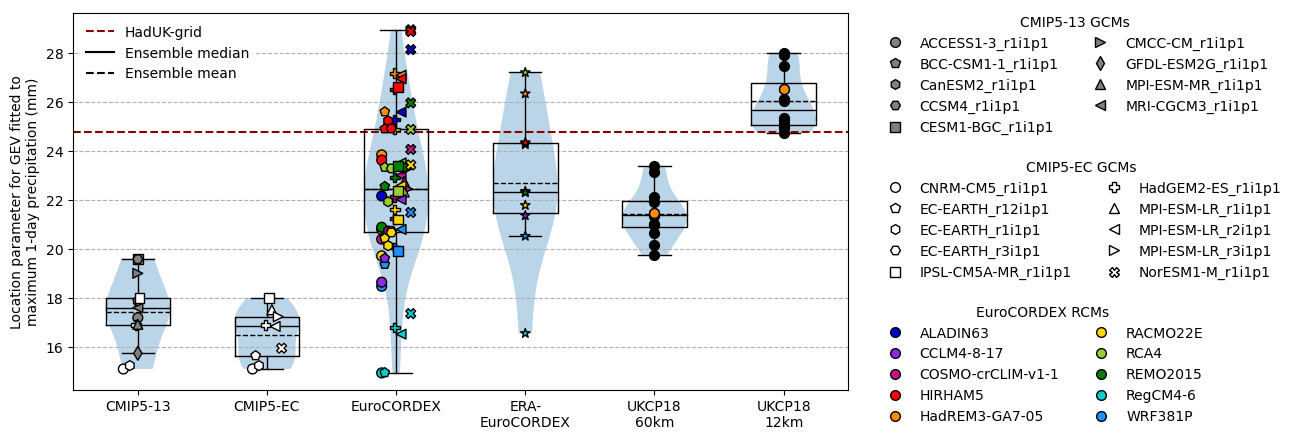 Location parameter for GEV fitted to
maximum 1-day precipitation (mm)
28
26
24
22
20
18
16
HadUK-grid
Ensemble median
Ensemble mean
CMIP5-13
CMIP5-EC
EuroCORDEX
ERA-
EuroCORDEX
UKCP18
60km
UKCP18
12km
CMIP5-13 GCMs
ACCESS1-3_r1i1p1
BCC-CSM1-1_r1i1p1
CanESM2_r1i1p1
CCSM4_r1i1p1
CESM1-BGC_r1i1p1
CMCC-CM_r1i1p1
GFDL-ESM2G_r1i1p1
MPI-ESM-MR_r1i1p1
MRI-CGCM3_r1i1p1
CMIP5-EC GCMs
CNRM-CM5_r1i1p1
EC-EARTH_r12i1p1
EC-EARTH_r1i1p1
EC-EARTH_r3i1p1
IPSL-CM5A-MR_r1i1p1
HadGEM2-ES_r1i1p1
MPI-ESM-LR_r1i1p1
MPI-ESM-LR_r2i1p1
MPI-ESM-LR_r3i1p1
NorESM1-M_r1i1p1
EuroCORDEX RCMs
ALADIN63
CCLM4-8-17
COSMO-crCLIM-v1-1
HIRHAM5
HadREM3-GA7-05
RACMO22E
RCA4
REMO2015
RegCM4-6
WRF381P